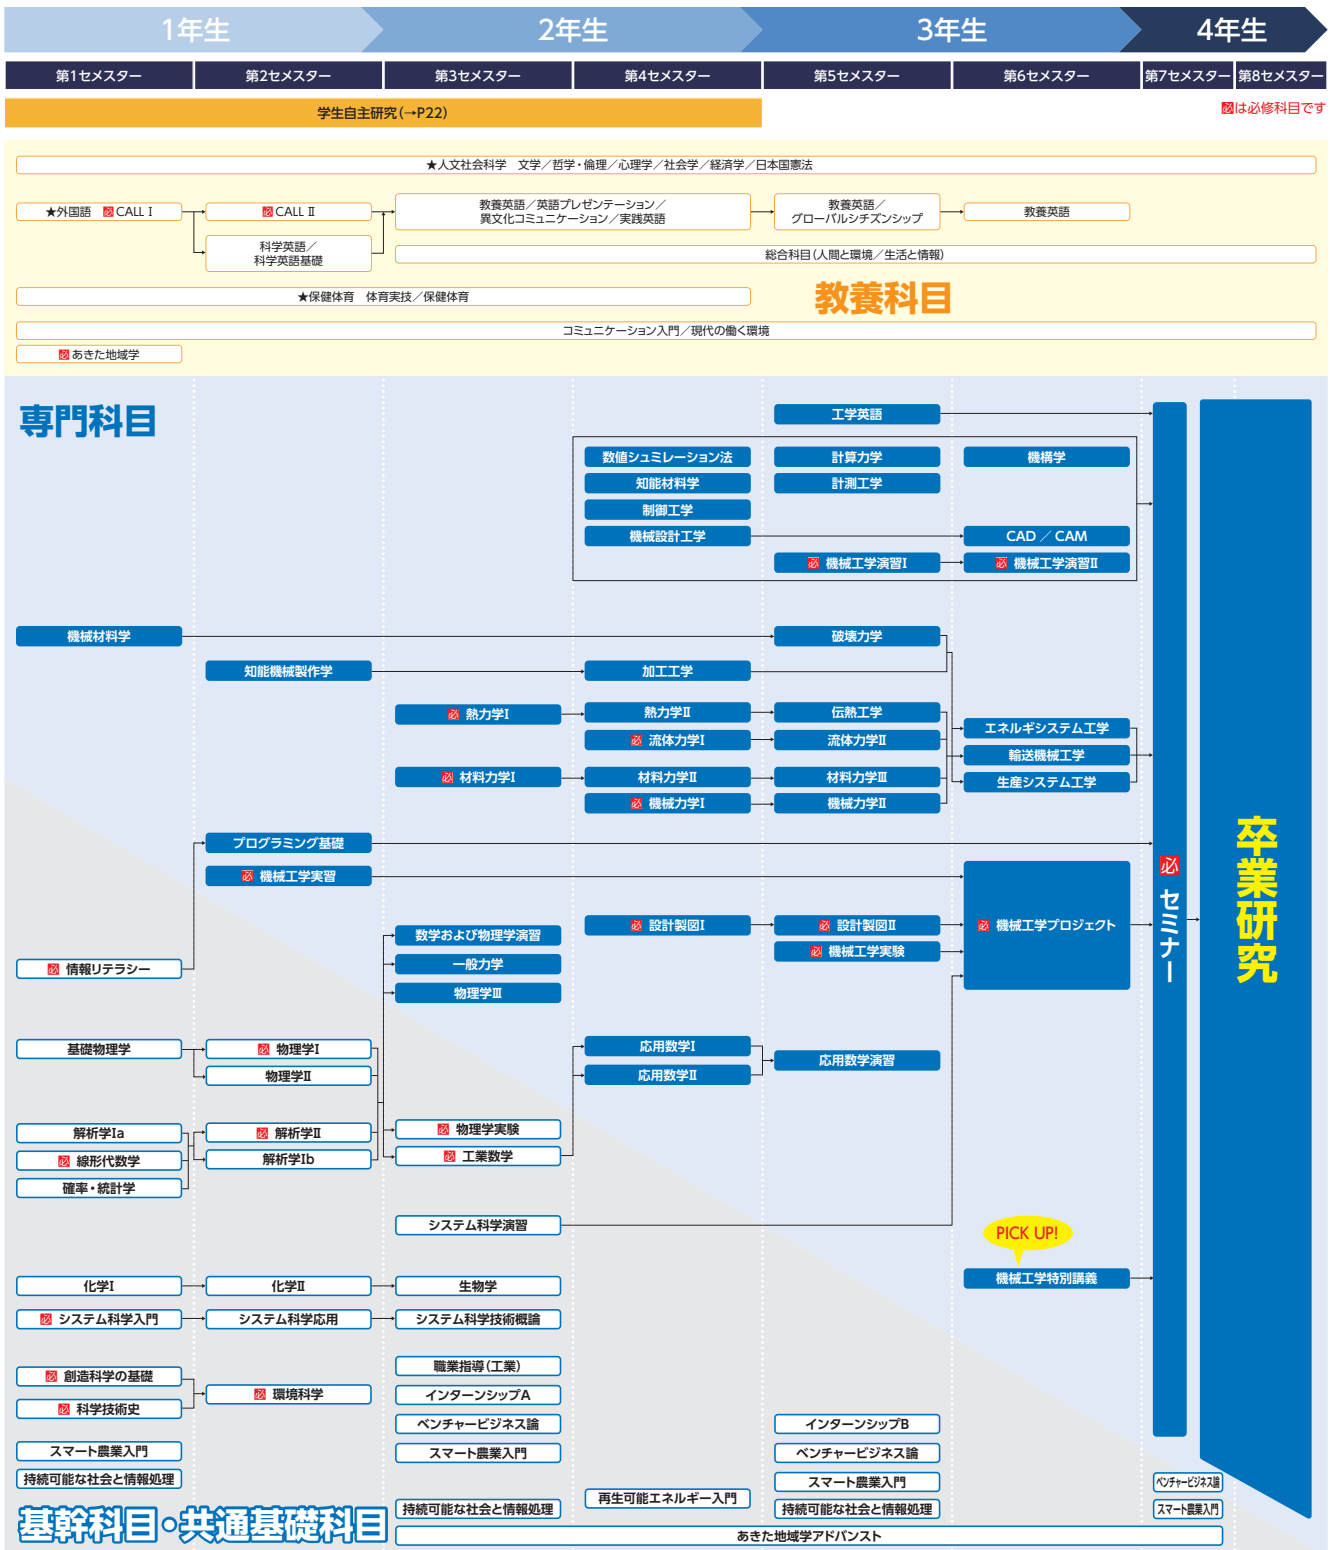 1年生
2年生
3年生
4年生
第1セメスター
第2セメスター
第3セメスター
第4セメスター
第5セメスター
第6セメスター
第7セメスター
第8セメスター
学生自主研究(→P22)
必は必修科目です
★人文社会科学　文学／哲学・倫理／心理学／社会学／経済学／日本国憲法
★外国語　必 CALL Ⅰ
必 CALL Ⅱ
科学英語／
科学英語基礎
教養英語／英語プレゼンテーション／
異文化コミュニケーション／実践英語
教養英語／
グローバルシチズンシップ
教養英語
総合科目(人間と環境／生活と情報)
★保健体育　体育実技／保健体育
教養科目
コミュニケーション入門／現代の働く環境
必 あきた地域学
専門科目
工学英語
数値シュミレーション法
計算力学
機構学
知能材料学
計測工学
制御工学
機械設計工学
CAD ／ CAM
必 機械工学演習Ⅰ
必 機械工学演習Ⅱ
機械材料学
破壊力学
知能機械製作学
加工工学
必 熱力学Ⅰ
熱力学Ⅱ
伝熱工学
エネルギシステム工学
必 流体力学Ⅰ
流体力学Ⅱ
輸送機械工学
必 材料力学Ⅰ
材料力学Ⅱ
材料力学Ⅲ
生産システム工学
必 機械力学Ⅰ
機械力学Ⅱ
プログラミング基礎
必 機械工学実習
必 セミナー
卒業研究
必 設計製図Ⅰ
必 設計製図Ⅱ
必 機械工学プロジェクト
数学および物理学演習
必 機械工学実験
必 情報リテラシー
一般力学
物理学Ⅲ
基礎物理学
必 物理学Ⅰ
応用数学Ⅰ
応用数学演習
物理学Ⅱ
応用数学Ⅱ
解析学Ⅰa
必 解析学Ⅱ
必 物理学実験
必 線形代数学
解析学Ⅰb
必 工業数学
確率・統計学
システム科学演習
PICK UP!
機械工学特別講義
化学Ⅰ
化学Ⅱ
生物学
必 システム科学入門
システム科学応用
システム科学技術概論
必 創造科学の基礎
必 環境科学
職業指導(工業)
必 科学技術史
インターンシップA
ベンチャービジネス論
インターンシップB
スマート農業入門
スマート農業入門
ベンチャービジネス論
持続可能な社会と情報処理
スマート農業入門
ベンチャービジネス論
再生可能エネルギー入門
持続可能な社会と情報処理
持続可能な社会と情報処理
スマート農業入門
基幹科目・共通基礎科目
あきた地域学アドバンスト